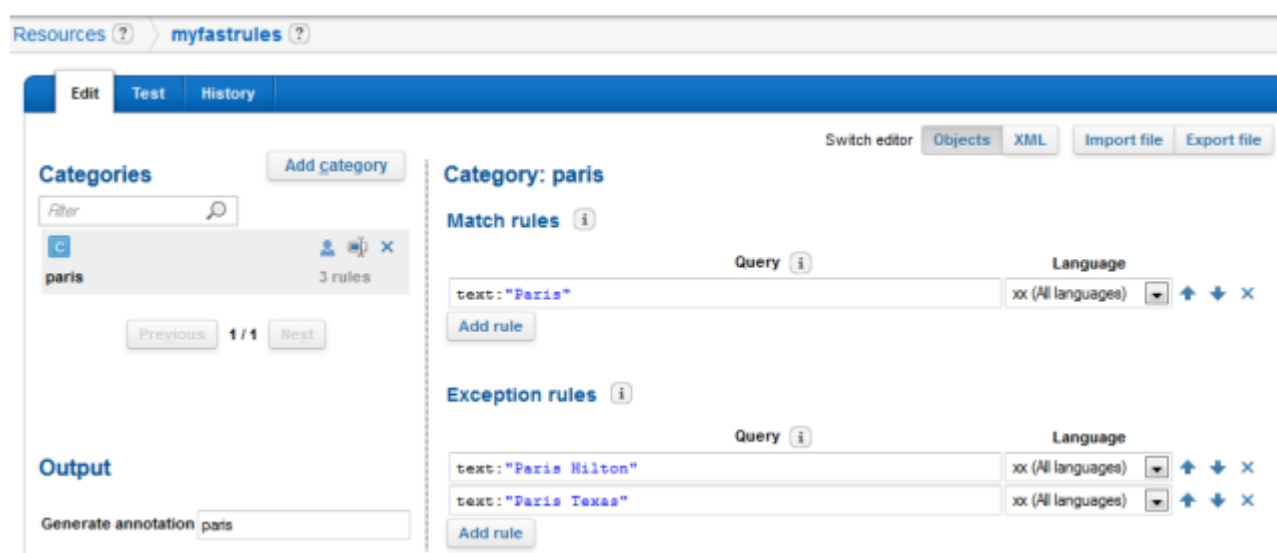 Resources ? myfastrules ?
Edit Test History
Switch editor Objects XML Import file Export file
Categories Add category
Filter
C
paris 3 rules
Previous 1 / 1 Next
Output
Generate annotation paris
Category: paris
Match rules i
Query i Language
text:"Paris" xx (All languages)
Add rule
Exception rules i
Query i Language
text:"Paris Hilton" xx (All languages)
text:"Paris Texas" xx (All languages)
Add rule